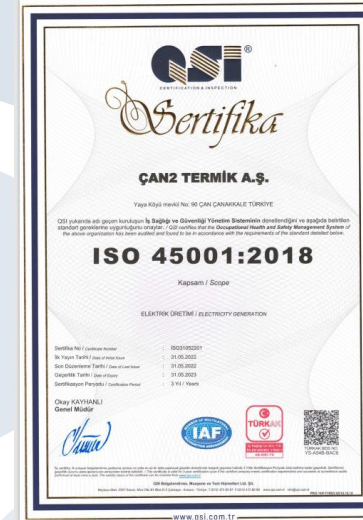 QSI®
CERTIFICATION & INSPECTION
Sertifika
ÇAN2 TERMİK A.Ş.
Yaya Köyü mevkii No: 90 ÇAN ÇANAKKALE TÜRKİYE
QSI yukarıda adı geçen kuruluşun İş Sağlığı ve Güvenliği Yönetim Sisteminin denetlendiğini ve aşağıda belirtilen
standart gereklerine uygunluğunu onaylar. / QSI certifies that the Occupational Health and Safety Management System of
the above organisation has been audited and found to be in accordance with the requirements of the standard detailed below.
ISO 45001:2018
Kapsam / Scope
ELEKTRİK ÜRETİMİ / ELECTRICITY GENERATION
Sertifika No / Certificate Number : ISO31052201
İlk Yayın Tarihi / Date of Initial Issue : 31.05.2022
Son Düzenleme Tarihi / Date of Last Issue : 31.05.2022
Geçerlilik Tarihi / Date of Expiry : 31.05.2023
Sertifikasyon Periyodu / Certification Period : 3 Yıl / Years
Okay KAYHANLI
Genel Müdür
IAF
TÜRKAK
www.qsi.com.tr